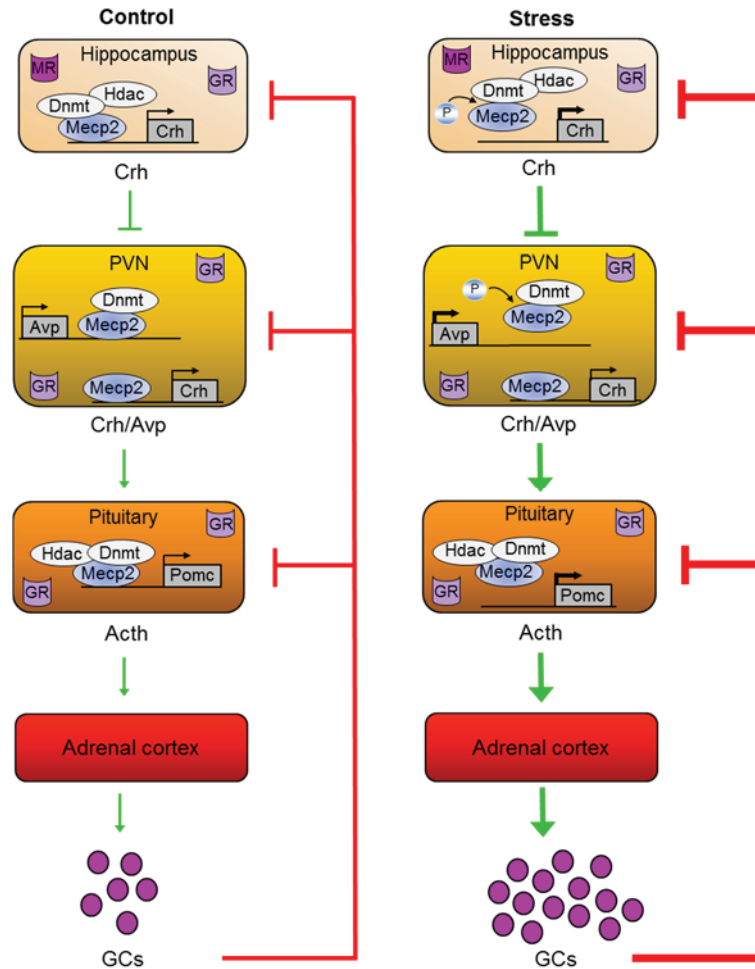 Control
Hippocampus
MR
GR
Hdac
Dnmt
Mecp2
Crh
Crh
PVN
GR
Dnmt
Avp
Mecp2
GR
Mecp2
Crh
Crh/Avp
Pituitary
GR
Hdac
Dnmt
Mecp2
Pomc
GR
Acth
Adrenal cortex
GCs
Stress
Hippocampus
MR
GR
Hdac
Dnmt
P
Mecp2
Crh
Crh
PVN
GR
P
Dnmt
Mecp2
Avp
GR
Mecp2
Crh
Crh/Avp
Pituitary
GR
Hdac
Dnmt
Mecp2
GR
Pomc
Acth
Adrenal cortex
GCs